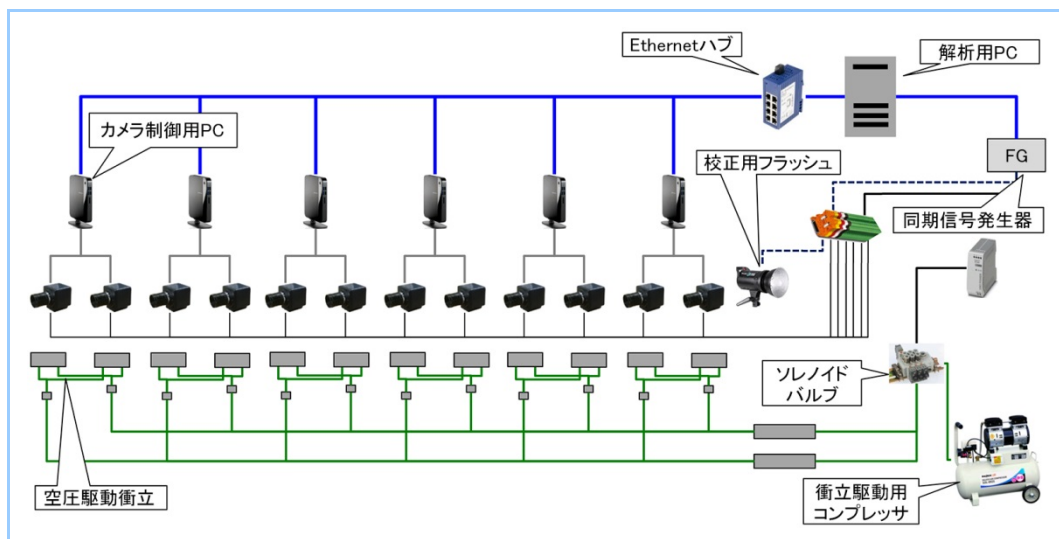 Ethernetハブ
解析用PC
カメラ制御用PC
校正用フラッシュ
FG
同期信号発生器
ソレノイド
バルブ
空圧駆動衝立
衝立駆動用
コンプレッサ